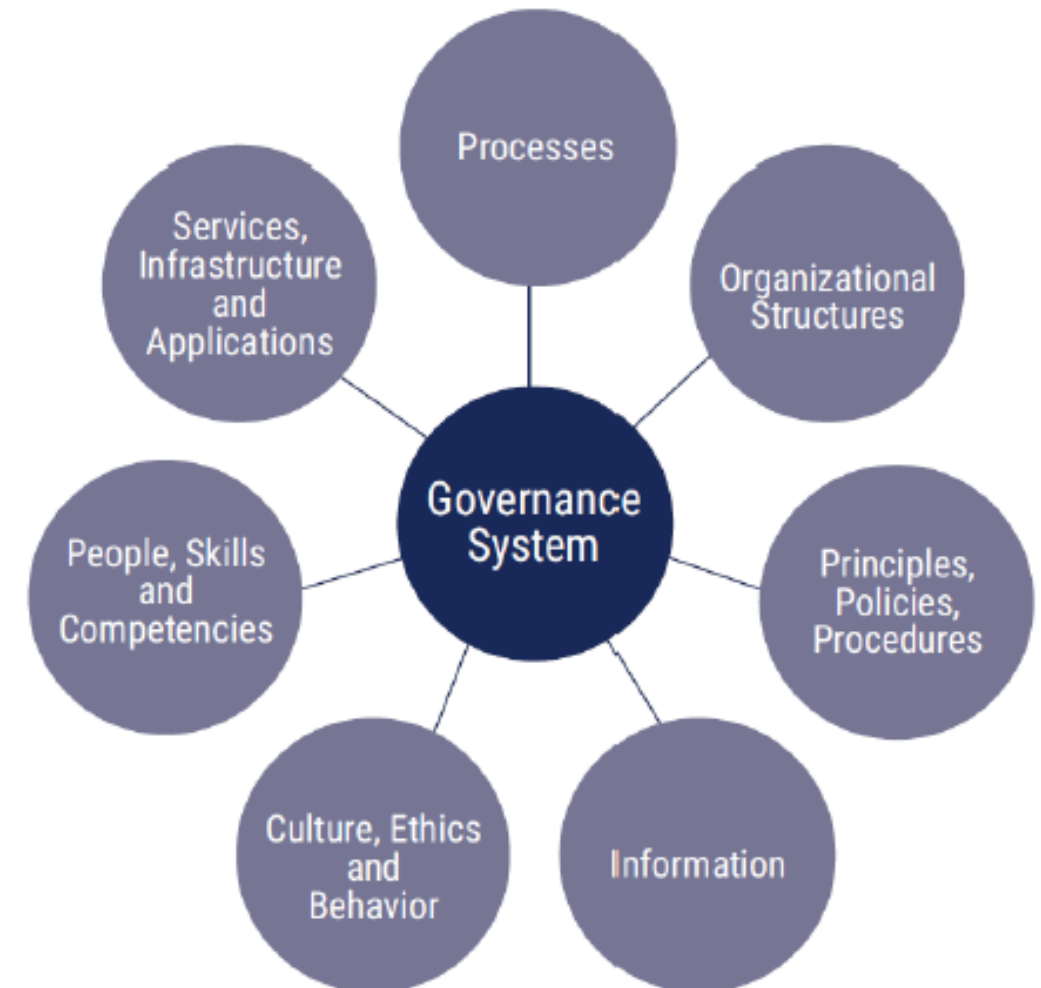 Processes
Services,
Infrastructure
and
Applications
Organizational
Structures
Governance
System
People, Skills
and
Competencies
Principles,
Policies,
Procedures
Culture, Ethics
and
Behavior
Information